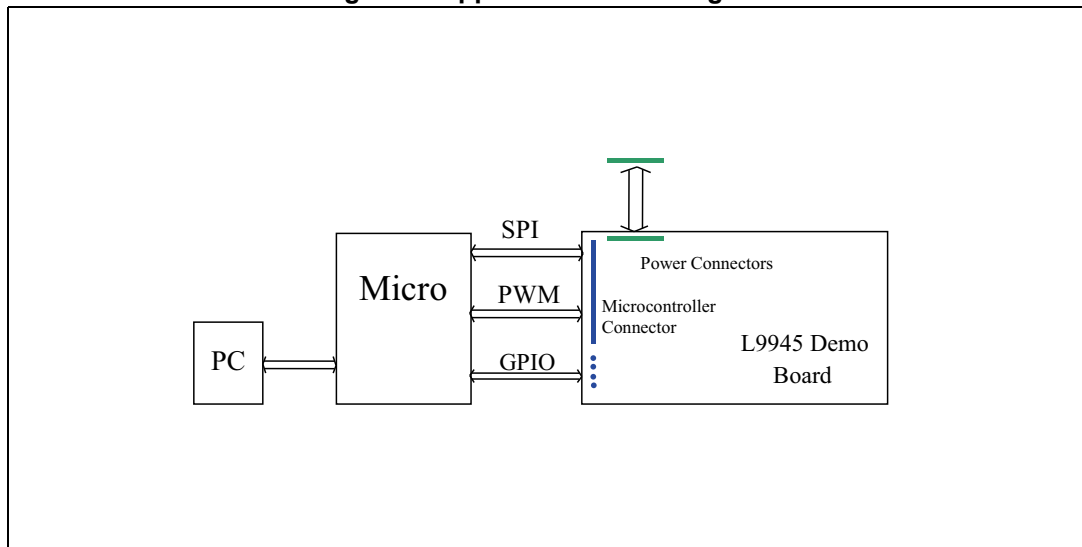 SPI
Power Connectors
Micro
PWM
Microcontroller
Connector
L9945 Demo
Board
PC
GPIO